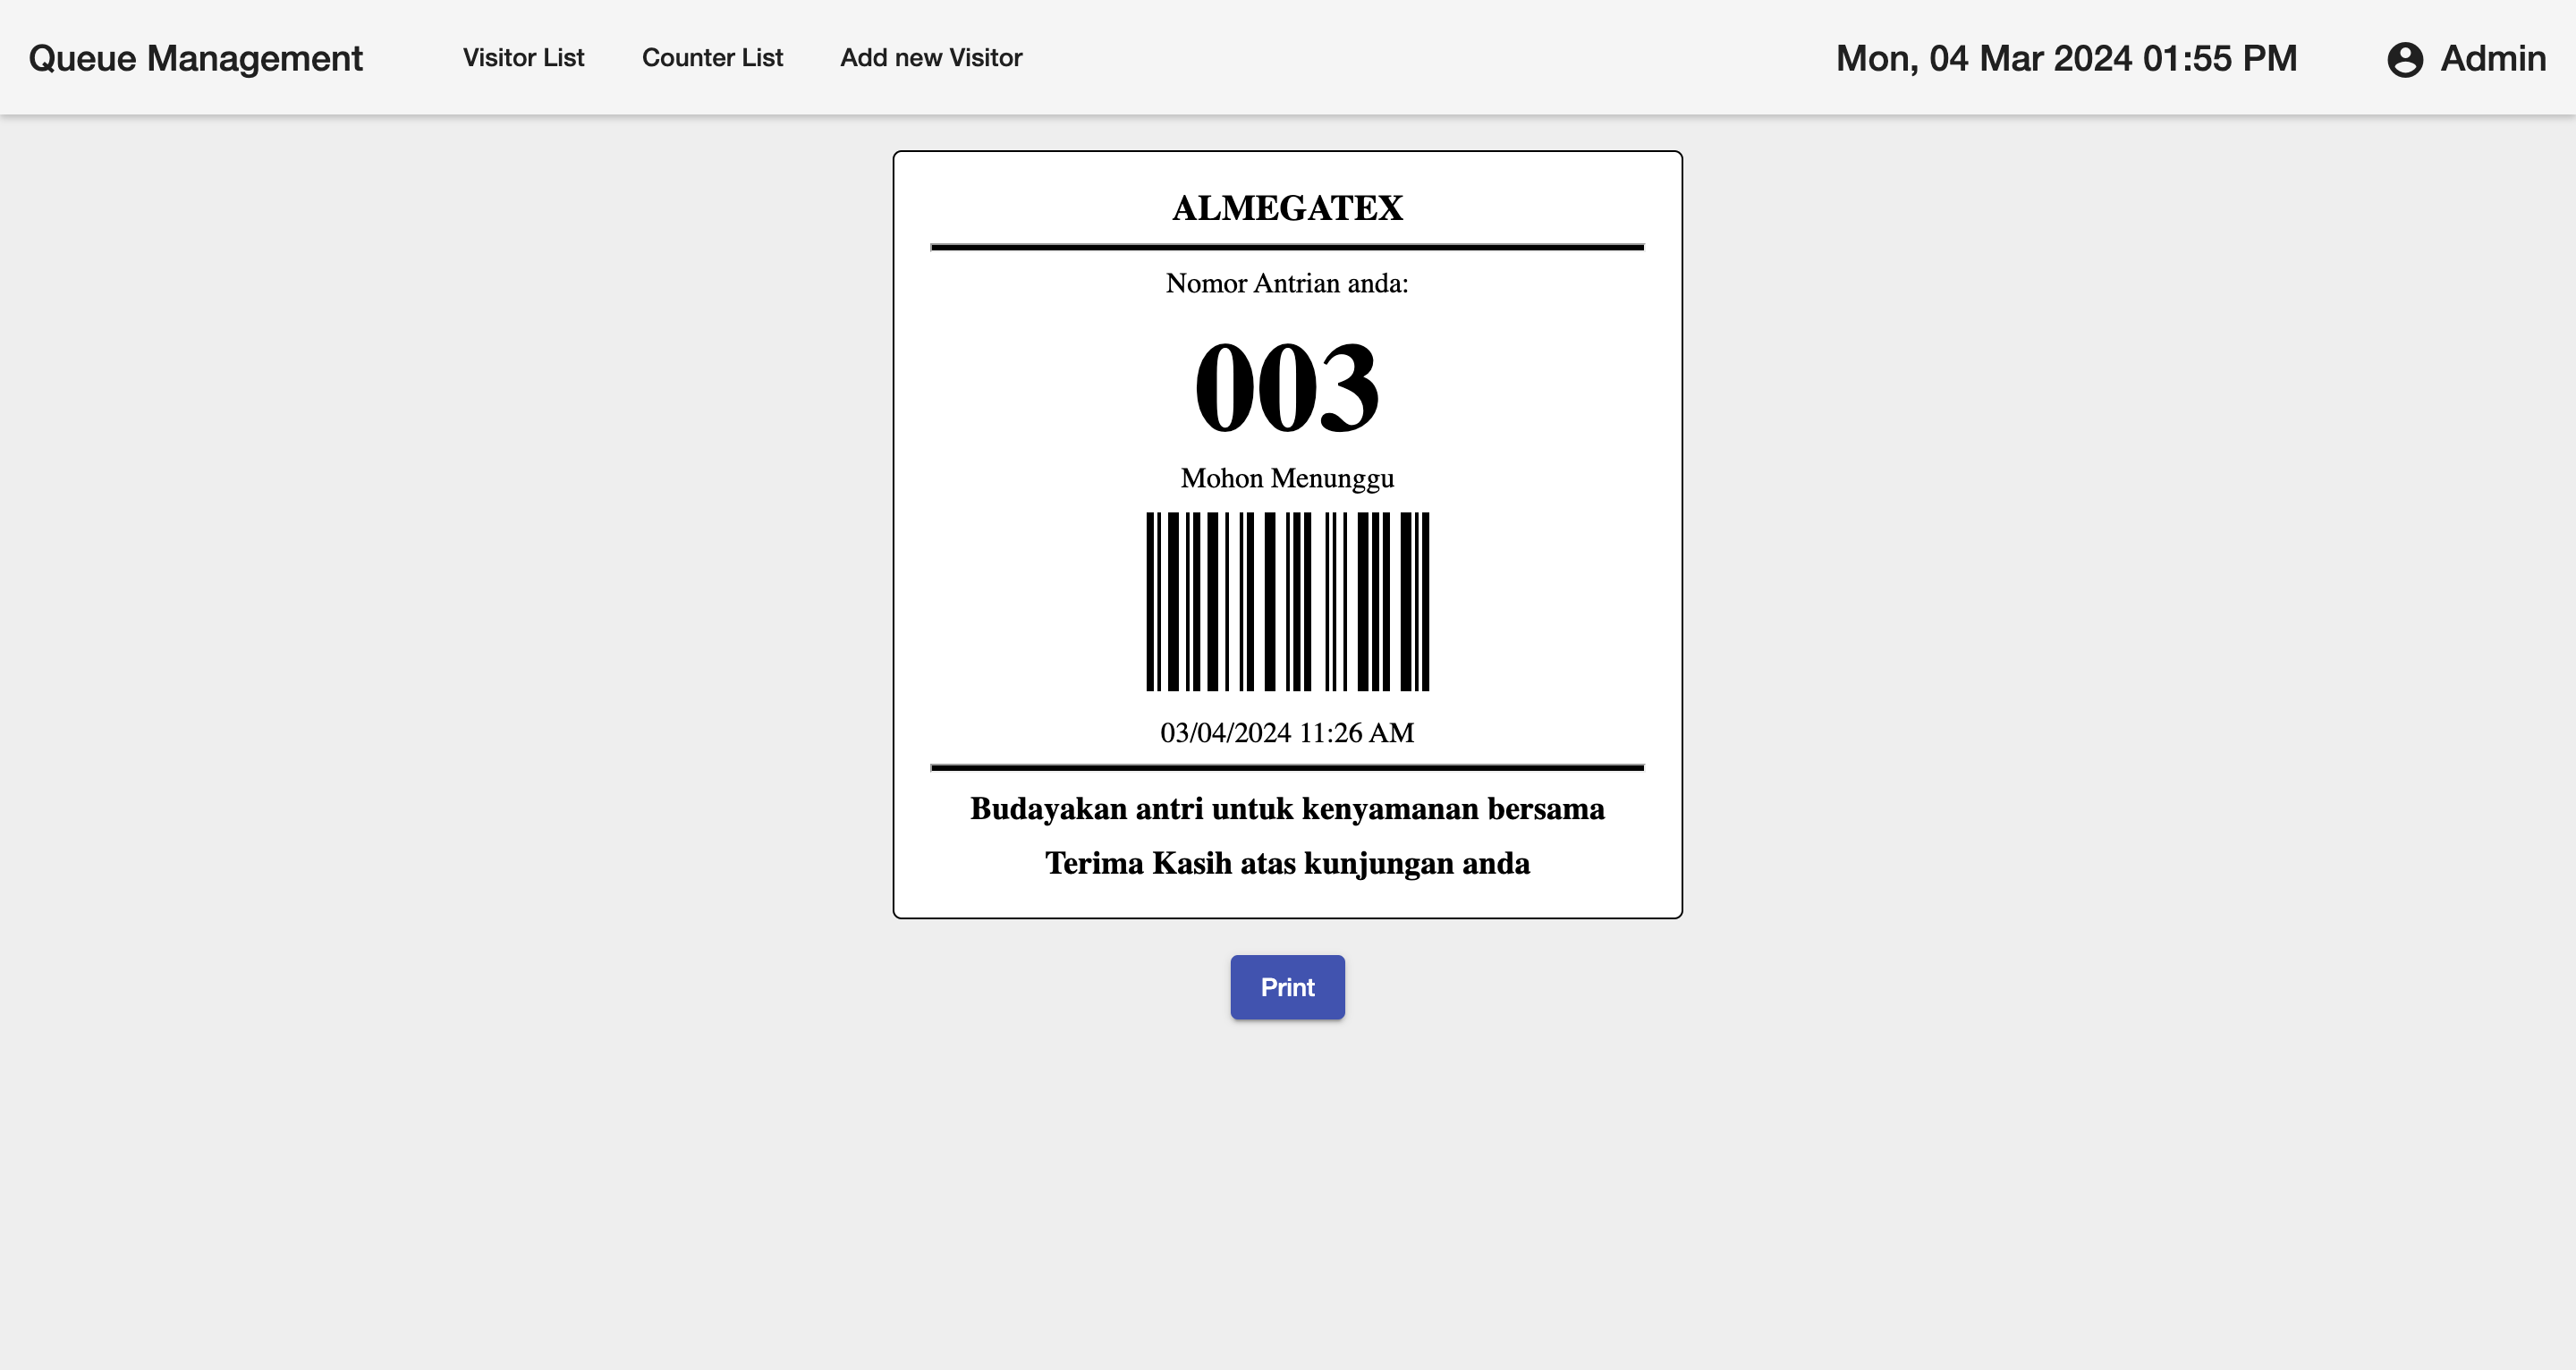 Queue Management
Visitor List
Counter List
Add new Visitor
Mon, 04 Mar 2024 01:55 PM
Admin
ALMEGATEX
Nomor Antrian anda:
003
Mohon Menunggu
03/04/2024 11:26 AM
Budayakan antri untuk kenyamanan bersama
Terima Kasih atas kunjungan anda
Print